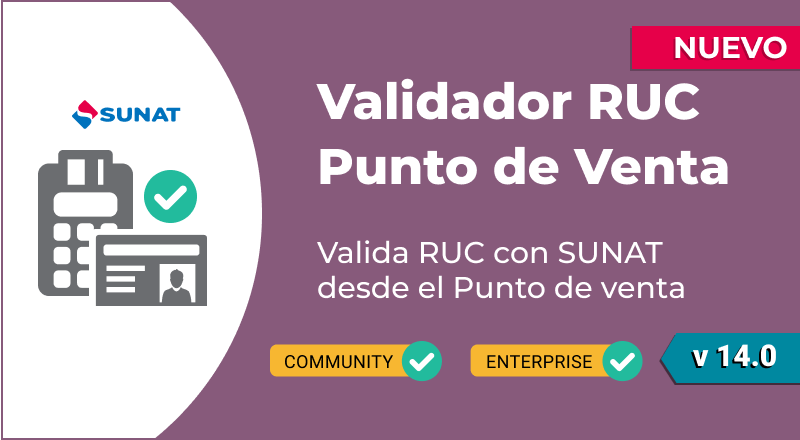 NUEVO
SUNAT
Validador RUC
Punto de Venta
Valida RUC con SUNAT
desde el Punto de venta
COMMUNITY
ENTERPRISE
v 14.0